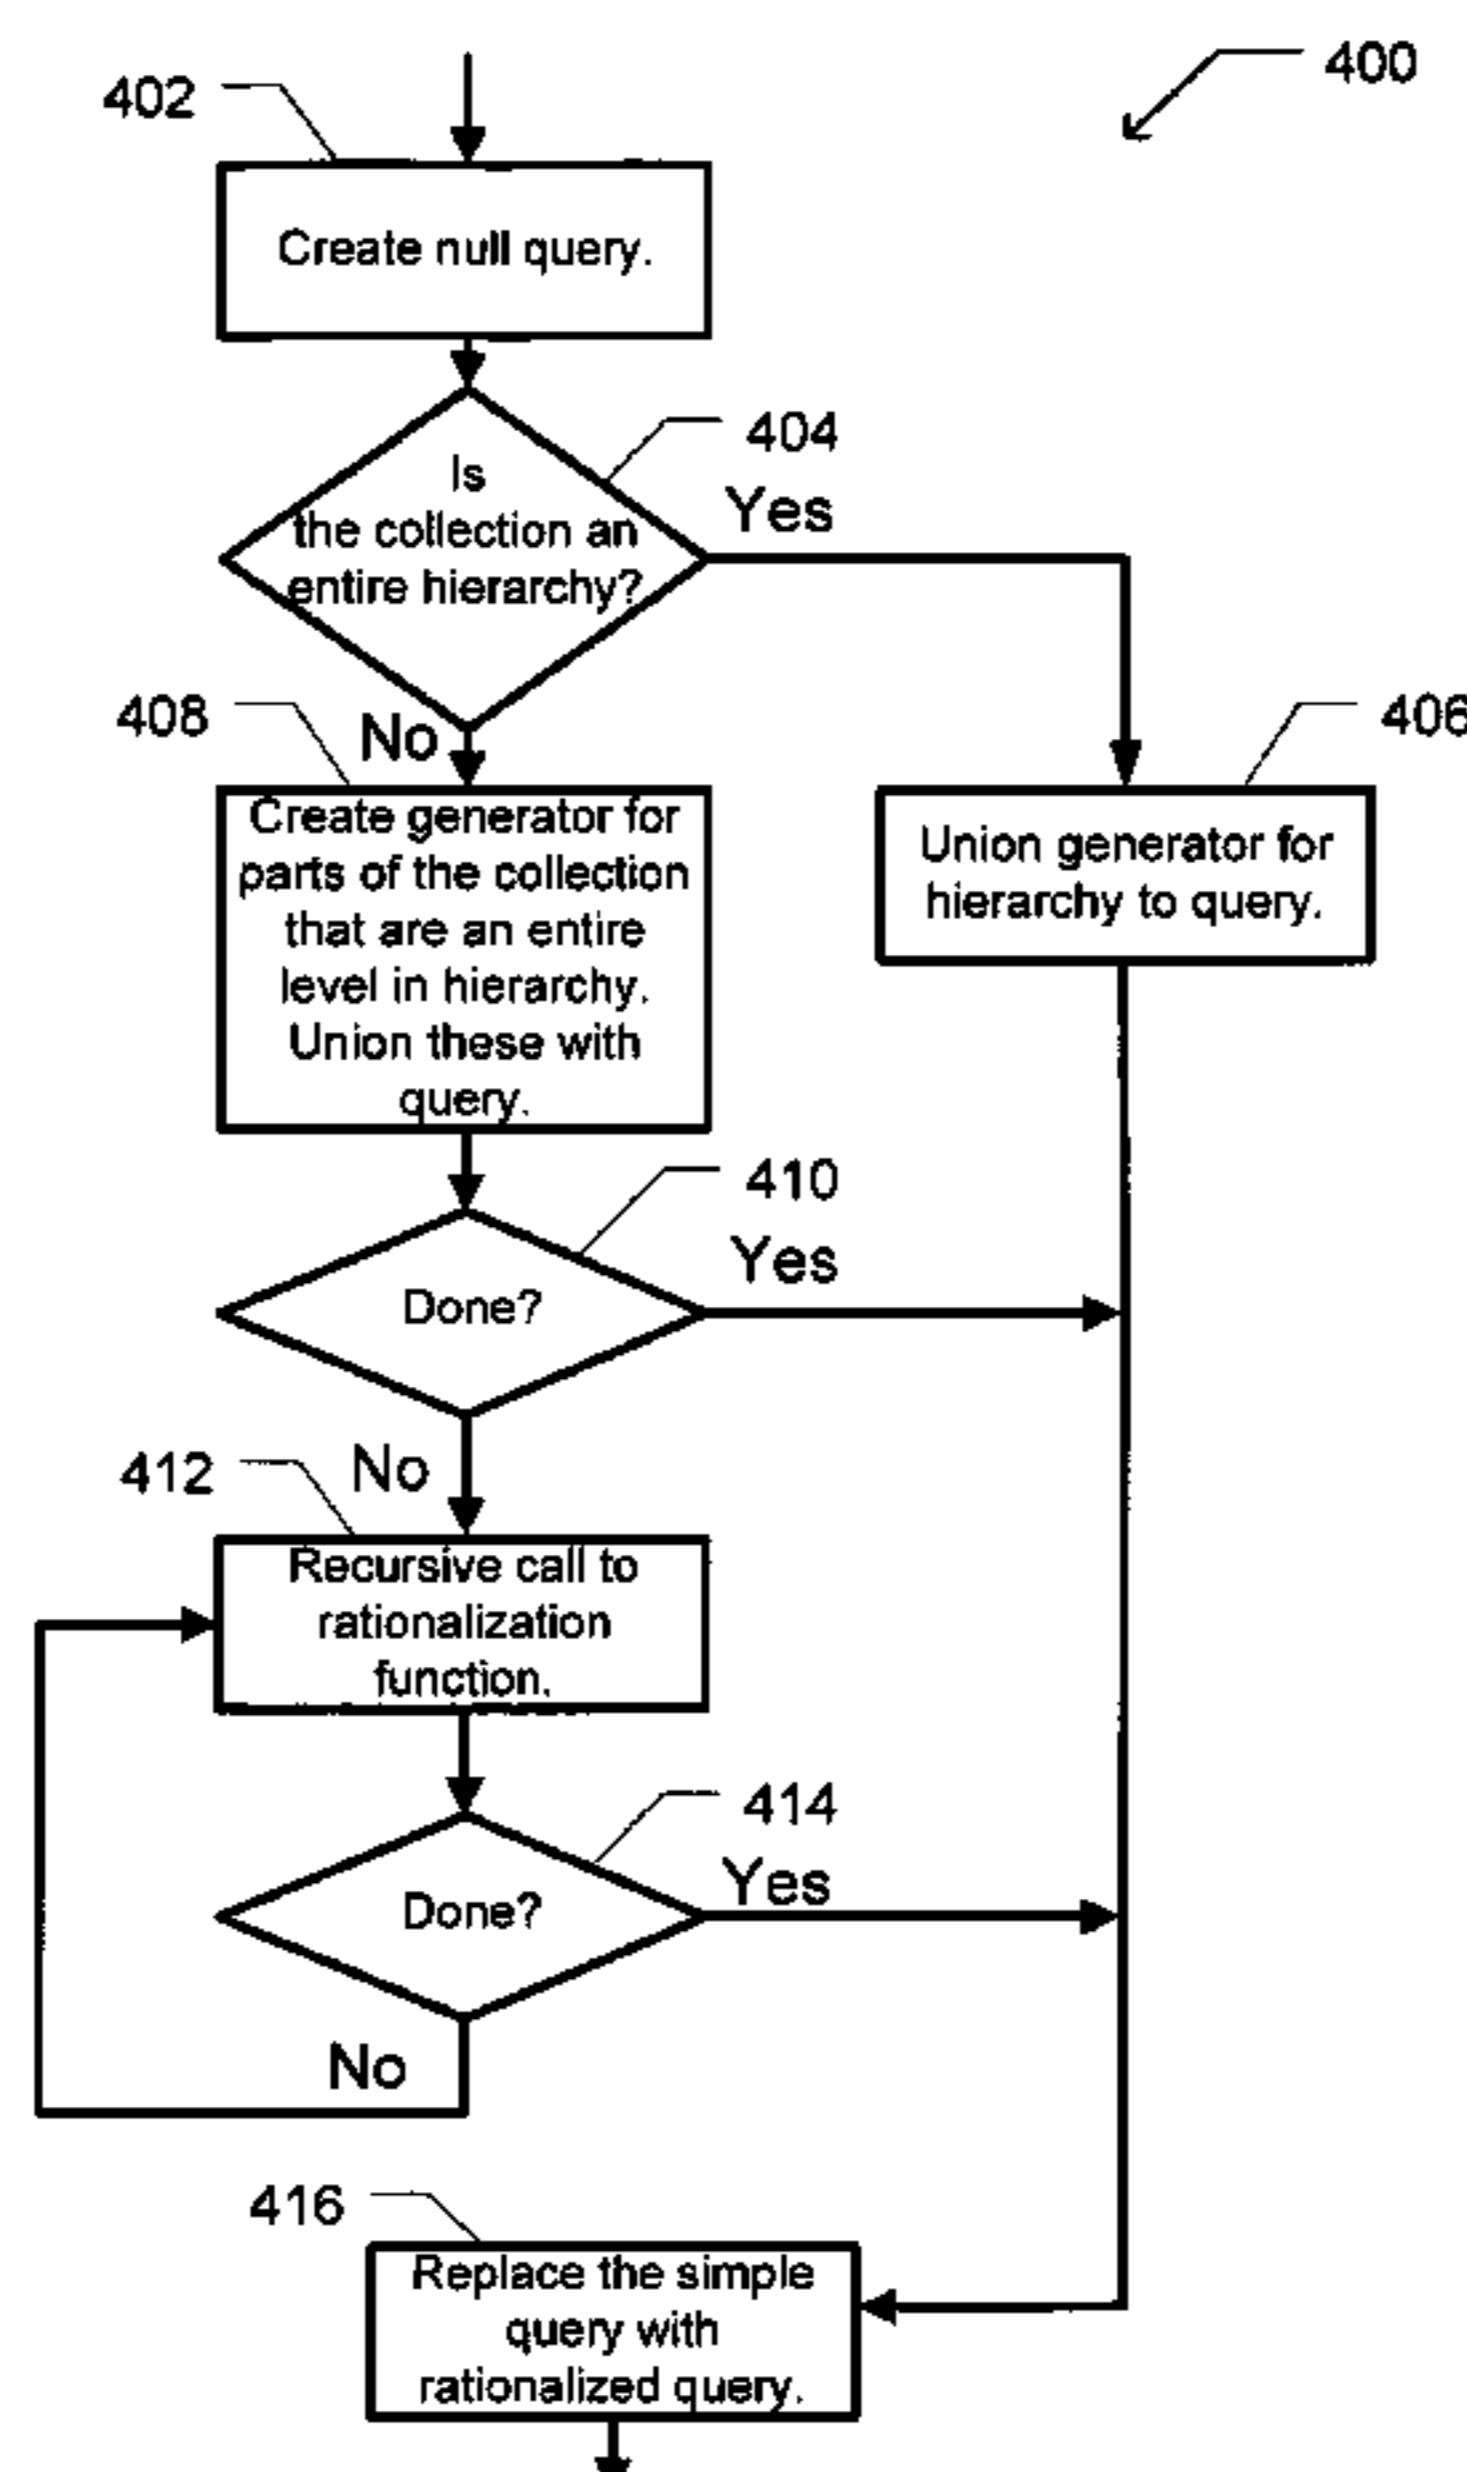 400
402
Create null query.
404
Is
the collection an
entire hierarchy?
Yes
No
408
Create generator for
parts of the collection
that are an entire
level in hierarchy.
Union these with
query.
406
Union generator for
hierarchy to query.
410
Done?
Yes
No
412
Recursive call to
rationalization
function.
414
Done?
Yes
No
416
Replace the simple
query with
rationalized query.